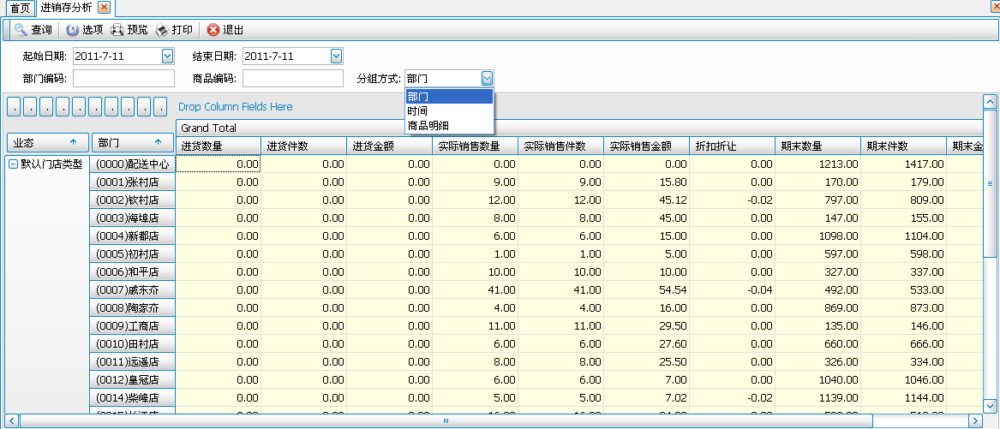 首页 进销存分析
查询 选项 预览 打印 退出
起始日期: 2011-7-11 结束日期: 2011-7-11
部门编码: 商品编码: 分组方式: 部门
部门
时间
商品明细
. . . . . . . . . . Drop Column Fields Here
Grand Total
业态 部门 进货数量 进货件数 进货金额 实际销售数量 实际销售件数 实际销售金额 折扣折让 期末数量 期末件数 期末金
默认门店类型 (0000)配送中心 0.00 0.00 0.00 0.00 0.00 0.00 0.00 1213.00 1417.00
(0001)张村店 0.00 0.00 0.00 9.00 9.00 15.80 0.00 170.00 179.00
(0002)钦村店 0.00 0.00 0.00 12.00 12.00 45.12 -0.02 797.00 809.00
(0003)海埠店 0.00 0.00 0.00 8.00 8.00 45.00 0.00 147.00 155.00
(0004)新都店 0.00 0.00 0.00 6.00 6.00 15.00 0.00 1098.00 1104.00
(0005)初村店 0.00 0.00 0.00 1.00 1.00 5.00 0.00 597.00 598.00
(0006)和平店 0.00 0.00 0.00 10.00 10.00 10.00 0.00 327.00 337.00
(0007)戚东夼 0.00 0.00 0.00 41.00 41.00 54.54 -0.04 492.00 533.00
(0008)陶家夼 0.00 0.00 0.00 4.00 4.00 16.00 0.00 869.00 873.00
(0009)工商店 0.00 0.00 0.00 11.00 11.00 29.50 0.00 135.00 146.00
(0010)田村店 0.00 0.00 0.00 6.00 6.00 27.60 0.00 660.00 666.00
(0011)远遥店 0.00 0.00 0.00 8.00 8.00 25.50 0.00 326.00 334.00
(0012)皇冠店 0.00 0.00 0.00 6.00 6.00 7.00 0.00 1040.00 1046.00
(0014)柴峰店 0.00 0.00 0.00 5.00 5.00 7.02 -0.02 1139.00 1144.00